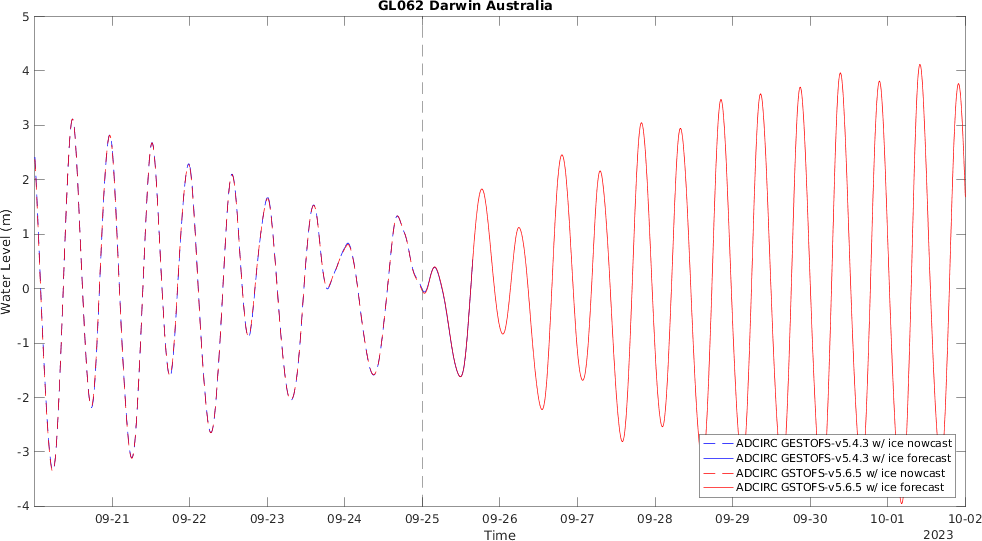 GL062 Darwin Australia
5
4
3
2
1
0
-1
-2
-3
-4
Water Level (m)
ADCIRC GESTOFS-v5.4.3 w/ ice nowcast
ADCIRC GESTOFS-v5.4.3 w/ ice forecast
ADCIRC GSTOFS-v5.6.5 w/ ice nowcast
ADCIRC GSTOFS-v5.6.5 w/ ice forecast
09-21 09-22 09-23 09-24 09-25 09-26 09-27 09-28 09-29 09-30 10-01 10-02
Time
2023